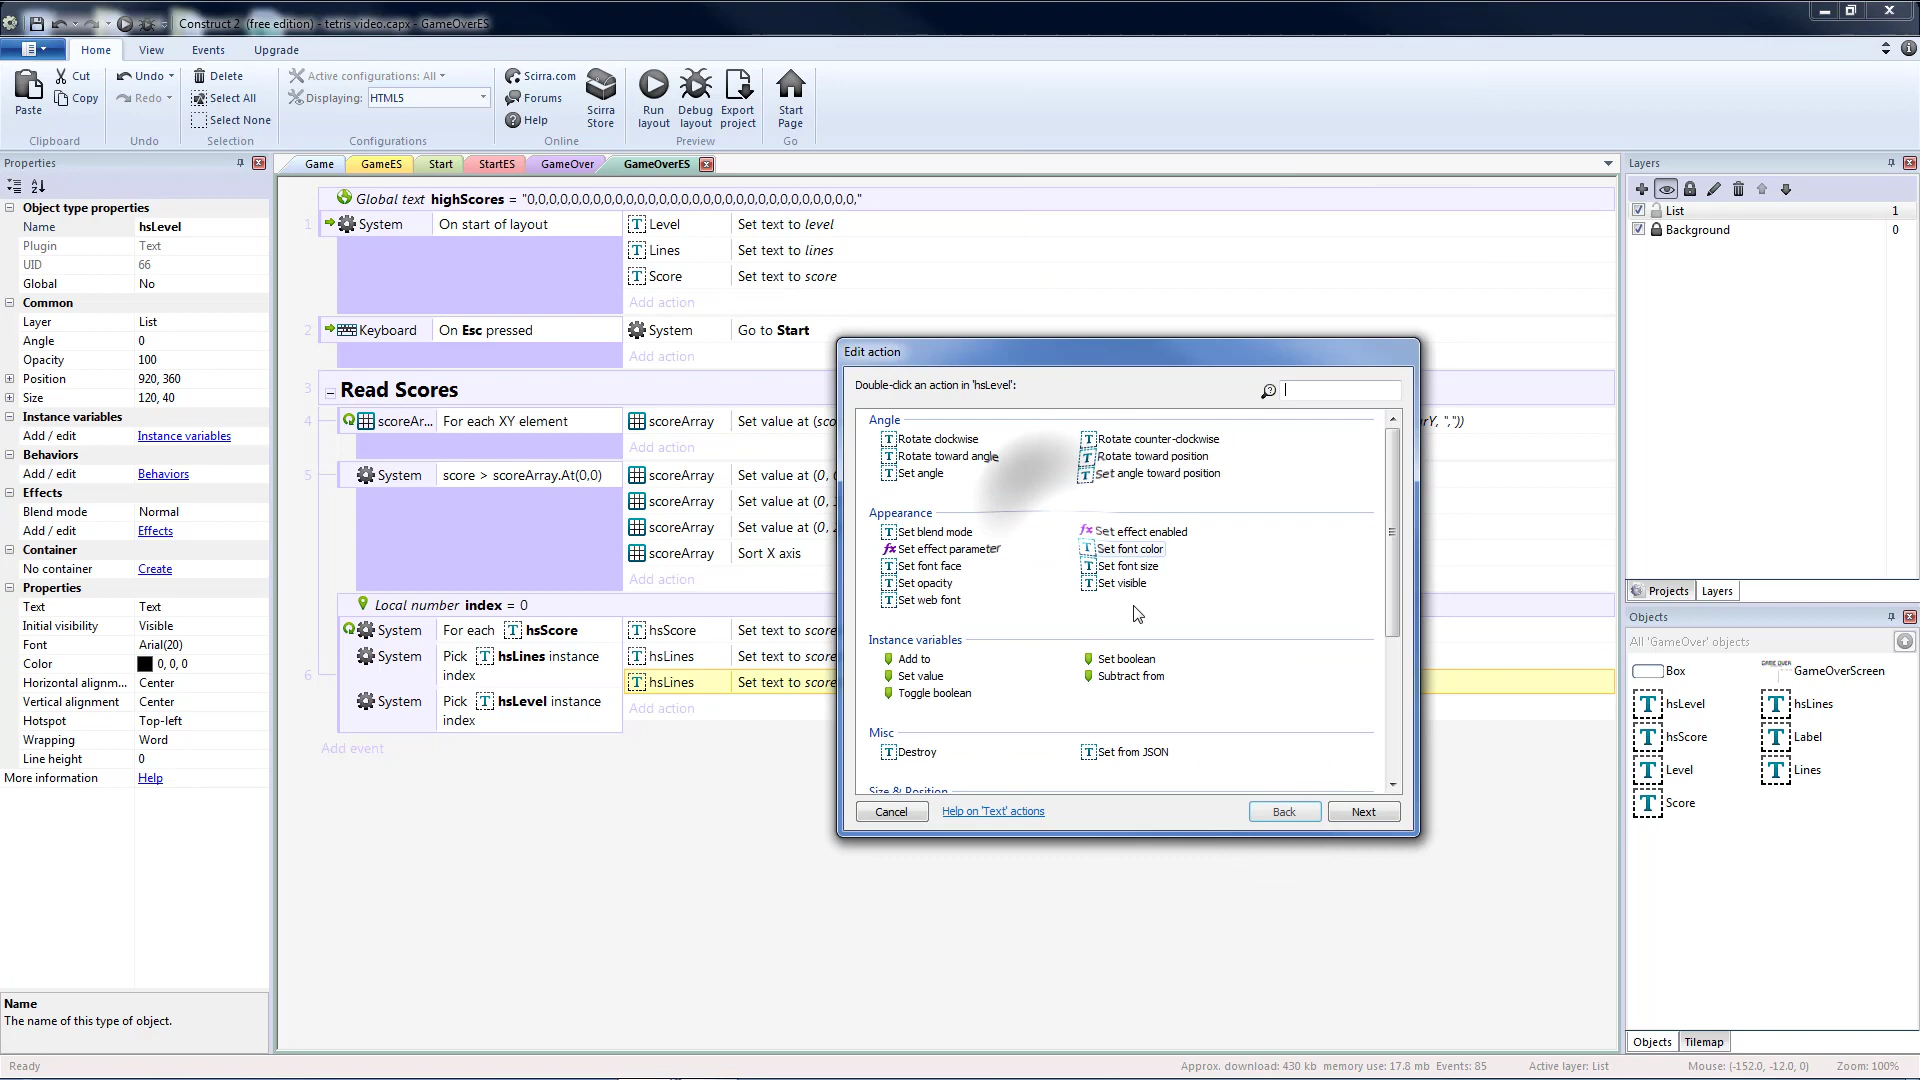 Construct 2 (free edition) - tetris video.capx - GameOverES
Home View Events Upgrade
Paste Cut Copy
Clipboard
Undo Redo
Undo
Delete
Select All
Select None
Selection
Active configurations: All
Displaying: HTML5
Configurations
Scirra.com
Forums
Help
Scirra Store
Online
Run layout
Debug layout
Export project
Preview
Start Page
Go
Properties
Object type properties
Name hsLevel
Plugin Text
UID 66
Global No
Common
Layer List
Angle 0
Opacity 100
Position 920, 360
Size 120, 40
Instance variables
Add / edit Instance variables
Behaviors
Add / edit Behaviors
Effects
Blend mode Normal
Add / edit Effects
Container
No container Create
Properties
Text Text
Initial visibility Visible
Font Arial(20)
Color 0, 0, 0
Horizontal alignm... Center
Vertical alignment Center
Hotspot Top-left
Wrapping Word
Line height 0
More information Help
Name
The name of this type of object.
Ready
Game GameES Start StartES GameOver GameOverES
Global text highScores = "0,0,0,0,0,0,0,0,0,0,0,0,0,0,0,0,0,0,0,0,0,0,0,0,0,0,0,0,0,0,"
1 System On start of layout
Level Set text to level
Lines Set text to lines
Score Set text to score
Add action
2 Keyboard On Esc pressed
System Go to Start
Add action
3 Read Scores
4 scoreAr... For each XY element
scoreArray Set value at (sco
rY, ","))
Add action
5 System score > scoreArray.At(0,0)
scoreArray Set value at (0,
scoreArray Set value at (0,
scoreArray Set value at (0,
scoreArray Sort X axis
Add action
Local number index = 0
6
System For each hsScore
System Pick hsLines instance index
System Pick hsLevel instance index
hsScore Set text to score
hsLines Set text to score
hsLines Set text to score
Add action
Add event
Edit action
Double-click an action in 'hsLevel':
Angle
Rotate clockwise Rotate counter-clockwise
Rotate toward angle Rotate toward position
Set angle Set angle toward position
Appearance
Set blend mode Set effect enabled
Set effect parameter Set font color
Set font face Set font size
Set opacity Set visible
Set web font
Instance variables
Add to Set boolean
Set value Subtract from
Toggle boolean
Misc
Destroy Set from JSON
Size & Position
Cancel Help on 'Text' actions Back Next
Layers
List 1
Background 0
Projects Layers
Objects
All 'GameOver' objects
Box GameOverScreen
hsLevel hsLines
hsScore Label
Level Lines
Score
Objects Tilemap
Approx. download: 430 kb memory use: 17.8 mb Events: 85 Active layer: List Mouse: (-152.0, -12.0, 0) Zoom: 100%